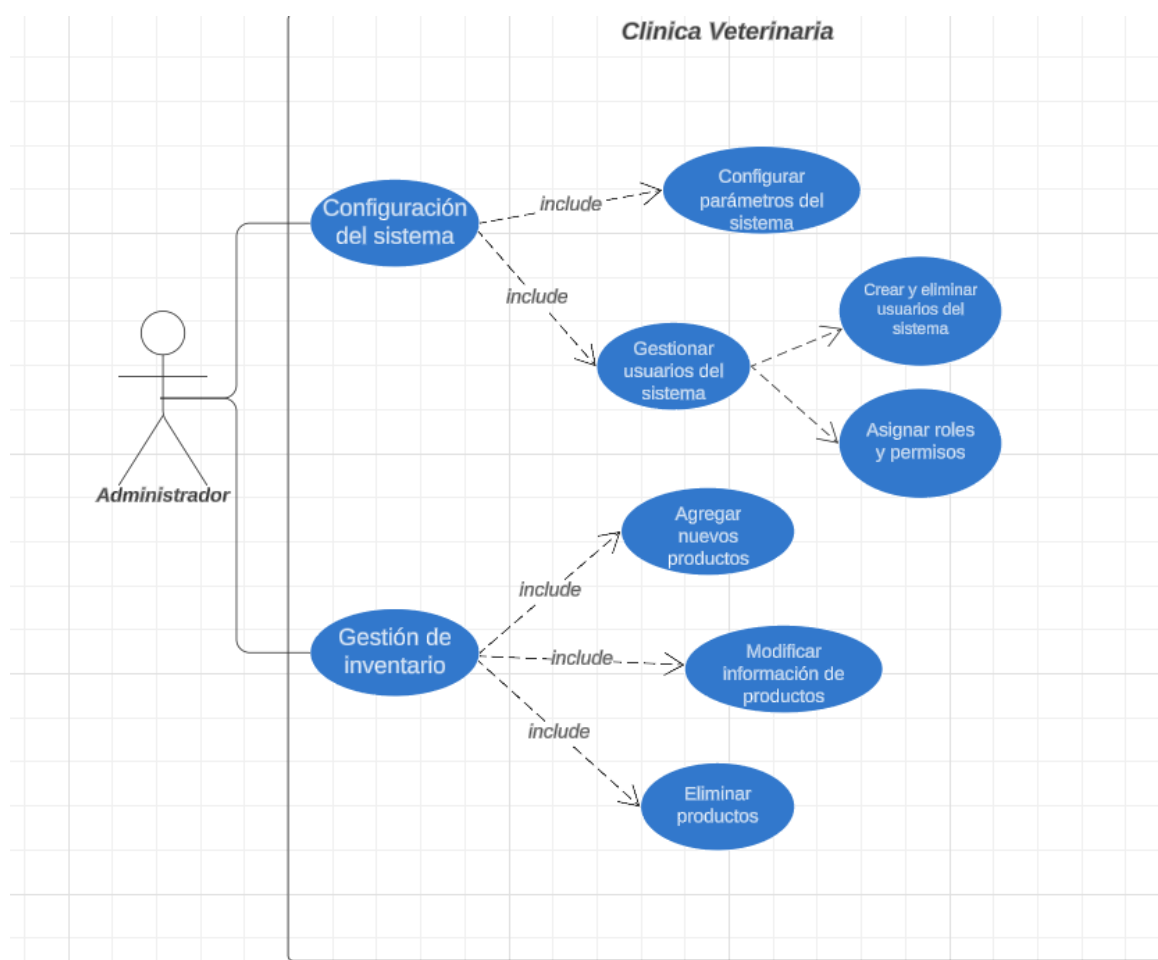 Clinica Veterinaria
Configuración
del sistema
include
Configurar
parámetros del
sistema
include
Gestionar
usuarios del
sistema
Crear y eliminar
usuarios del
sistema
Asignar roles
y permisos
Administrador
Gestión de
inventario
include
Agregar
nuevos
productos
include
Modificar
información de
productos
include
Eliminar
productos